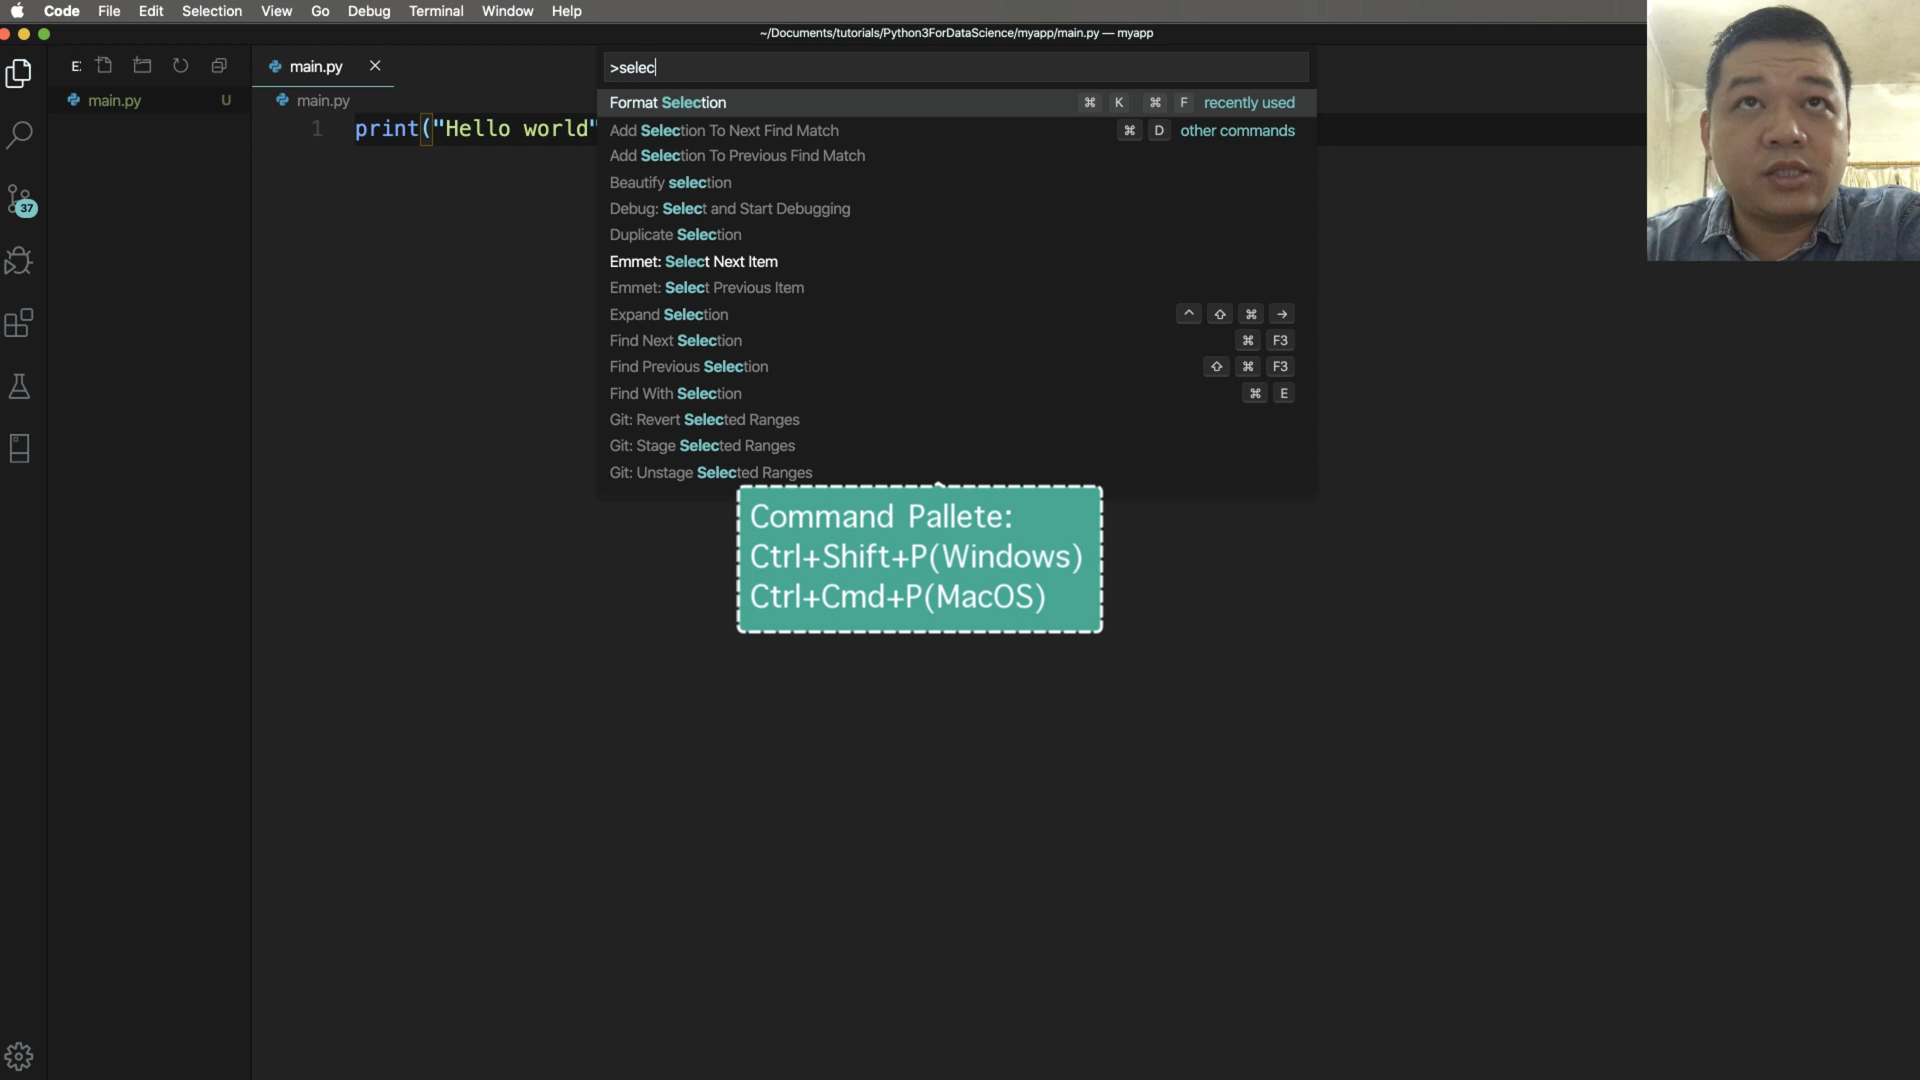 Code File Edit Selection View Go Debug Terminal Window Help
~/Documents/tutorials/Python3ForDataScience/myapp/main.py — myapp
E:
main.py
>selec
main.py U
main.py
1 print("Hello world"
Format Selection ⌘ K ⌘ F recently used
Add Selection To Next Find Match ⌘ D other commands
Add Selection To Previous Find Match
Beautify selection
Debug: Select and Start Debugging
Duplicate Selection
Emmet: Select Next Item
Emmet: Select Previous Item
Expand Selection ⌃ ⇧ ⌘ →
Find Next Selection ⌘ F3
Find Previous Selection ⇧ ⌘ F3
Find With Selection ⌘ E
Git: Revert Selected Ranges
Git: Stage Selected Ranges
Git: Unstage Selected Ranges
37
Command Pallete:
Ctrl+Shift+P(Windows)
Ctrl+Cmd+P(MacOS)